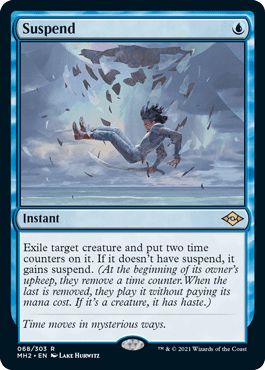 Suspend
Instant
Exile target creature and put two time
counters on it. If it doesn't have suspend, it
gains suspend. (At the beginning of its owner's
upkeep, they remove a time counter. When the
last is removed, they play it without paying its
mana cost. If it's a creature, it has haste.)
Time moves in mysterious ways.
068/303 R
MH2 • EN Lake Hurwitz
™ & © 2021 Wizards of the Coast